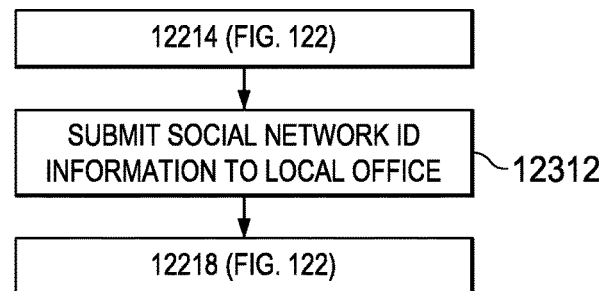 12214 (FIG. 122)
SUBMIT SOCIAL NETWORK ID
INFORMATION TO LOCAL OFFICE
12312
12218 (FIG. 122)